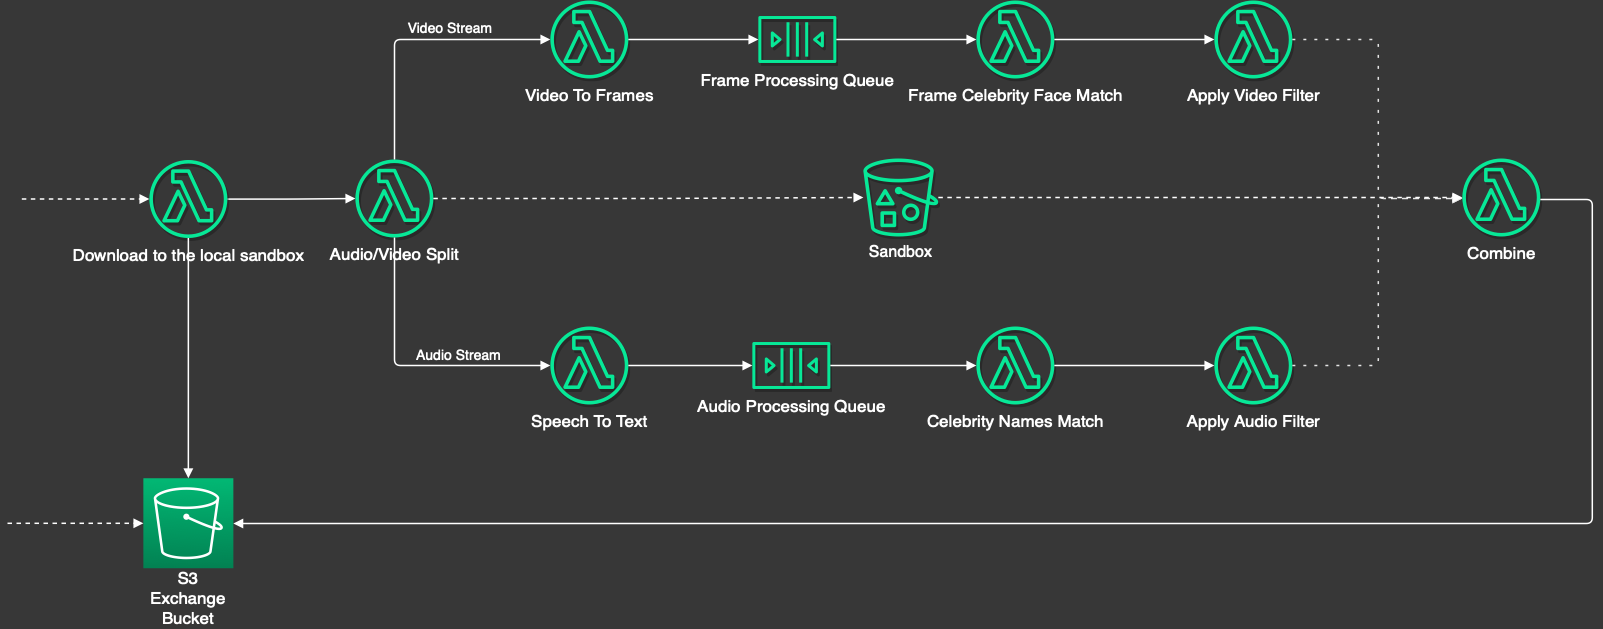 Video Stream
Video To Frames
Frame Processing Queue
Frame Celebrity Face Match
Apply Video Filter
Download to the local sandbox
Audio/Video Split
Sandbox
Combine
Audio Stream
Speech To Text
Audio Processing Queue
Celebrity Names Match
Apply Audio Filter
S3
Exchange
Bucket